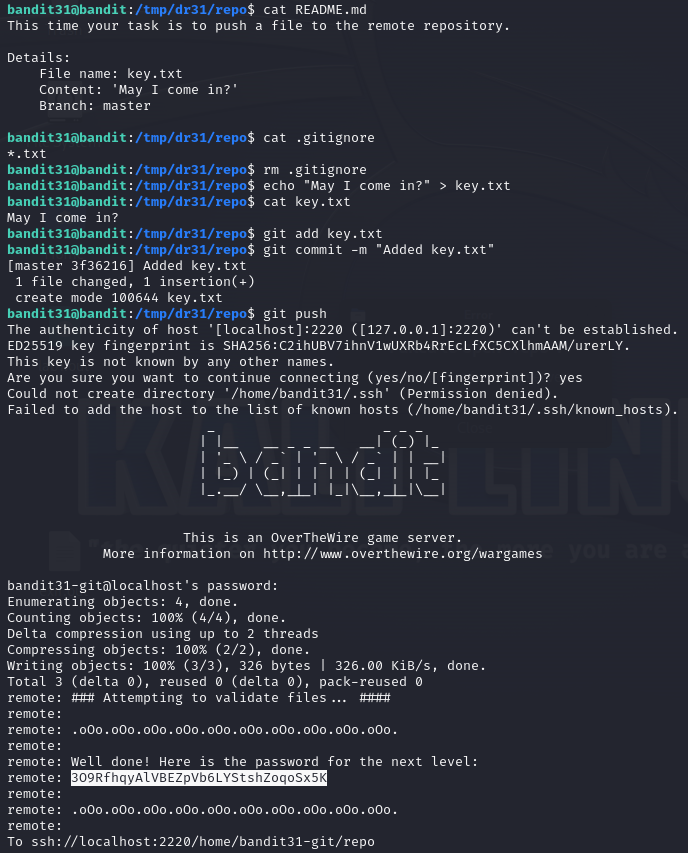 bandit31@bandit:/tmp/dr31/repo$ cat README.md
This time your task is to push a file to the remote repository.
Details:
    File name: key.txt
    Content: 'May I come in?'
    Branch: master
bandit31@bandit:/tmp/dr31/repo$ cat .gitignore
*.txt
bandit31@bandit:/tmp/dr31/repo$ rm .gitignore
bandit31@bandit:/tmp/dr31/repo$ echo "May I come in?" > key.txt
bandit31@bandit:/tmp/dr31/repo$ cat key.txt
May I come in?
bandit31@bandit:/tmp/dr31/repo$ git add key.txt
bandit31@bandit:/tmp/dr31/repo$ git commit -m "Added key.txt"
[master 3f36216] Added key.txt
 1 file changed, 1 insertion(+)
 create mode 100644 key.txt
bandit31@bandit:/tmp/dr31/repo$ git push
The authenticity of host '[localhost]:2220 ([127.0.0.1]:2220)' can't be established.
ED25519 key fingerprint is SHA256:C2ihUBV7ihnV1wUXRb4RrEcLfXC5CXlhmAAM/urerLY.
This key is not known by any other names.
Are you sure you want to continue connecting (yes/no/[fingerprint])? yes
Could not create directory '/home/bandit31/.ssh' (Permission denied).
Failed to add the host to the list of known hosts (/home/bandit31/.ssh/known_hosts).
bandit
This is an OverTheWire game server.
More information on http://www.overthewire.org/wargames
bandit31-git@localhost's password:
Enumerating objects: 4, done.
Counting objects: 100% (4/4), done.
Delta compression using up to 2 threads
Compressing objects: 100% (2/2), done.
Writing objects: 100% (3/3), 326 bytes | 326.00 KiB/s, done.
Total 3 (delta 0), reused 0 (delta 0), pack-reused 0
remote: ### Attempting to validate files... ####
remote:
remote: .oOo.oOo.oOo.oOo.oOo.oOo.oOo.oOo.oOo.oOo.
remote:
remote: Well done! Here is the password for the next level:
remote: 3O9RfhqyAlVBEZpVb6LYStshZoqoSx5K
remote:
remote: .oOo.oOo.oOo.oOo.oOo.oOo.oOo.oOo.oOo.oOo.
remote:
To ssh://localhost:2220/home/bandit31-git/repo